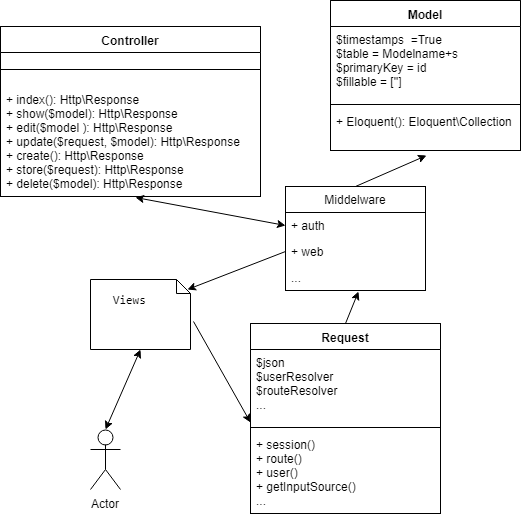 Model
$timestamps =True
$table = Modelname+s
$primaryKey = id
$fillable = ['']
+ Eloquent(): Eloquent\Collection
Controller
+ index(): Http\Response
+ show($model): Http\Response
+ edit($model ): Http\Response
+ update($request, $model): Http\Response
+ create(): Http\Response
+ store($request): Http\Response
+ delete($model): Http\Response
Middelware
+ auth
+ web
...
Views
Request
$json
$userResolver
$routeResolver
...
+ session()
+ route()
+ user()
+ getInputSource()
...
Actor